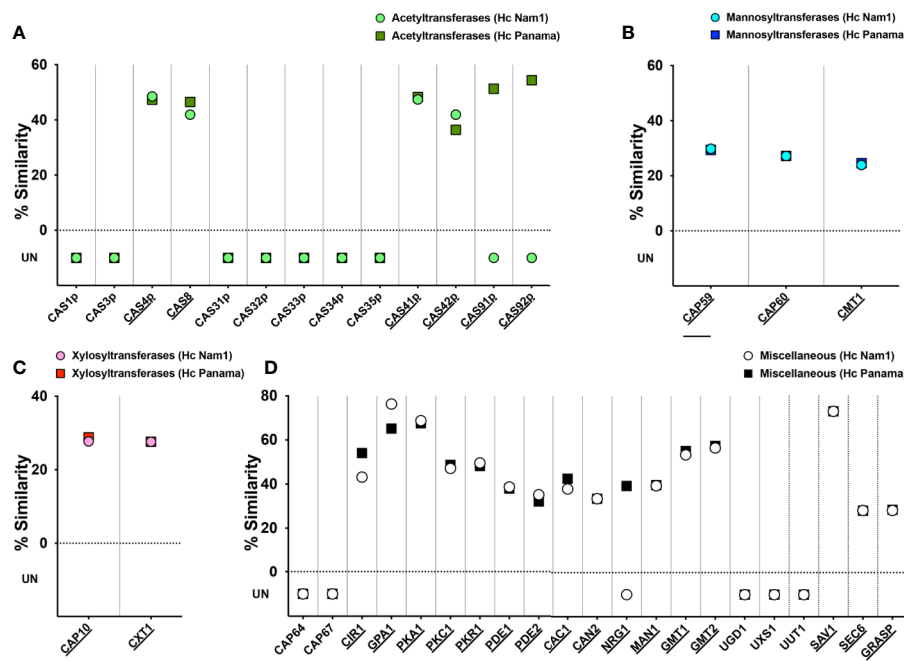 A
Acetyltransferases (Hc Nam1)
Acetyltransferases (Hc Panama)
% Similarity
60
40
20
0
UN
CAS1p
CAS3p
CAS4p
CAS8
CAS31p
CAS32p
CAS33p
CAS34p
CAS35p
CAS41p
CAS42p
CAS91p
CAS92p
B
Mannosyltransferases (Hc Nam1)
Mannosyltransferases (Hc Panama)
% Similarity
60
40
20
0
UN
CAP59
CAP60
CMT1
C
Xylosyltransferases (Hc Nam1)
Xylosyltransferases (Hc Panama)
% Similarity
40
20
0
UN
CAP10
CXT1
D
Miscellaneous (Hc Nam1)
Miscellaneous (Hc Panama)
% Similarity
80
60
40
20
0
UN
CAP64
CAP67
CIR1
GPA1
PKA1
PKC1
PKR1
PDE1
PDE2
CAC1
CAN2
NRG1
MAN1
GMT1
GMT2
UGD1
UXS1
UUT1
SAV1
SEC6
GRASP